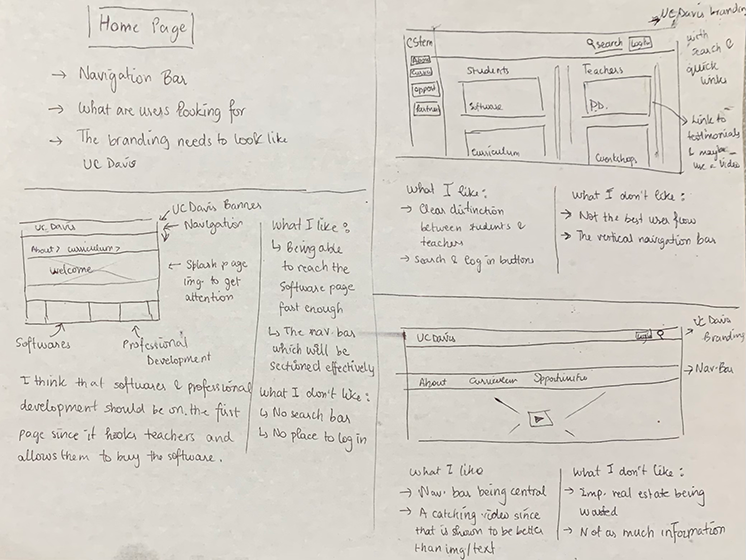 Home Page
→ Navigation Bar
→ What are users looking for
→ The branding needs to look like
UC Davis
→ UC Davis branding
with
search &
quick
links
CStem
search
Login
About
Curric
Opport
Partner
Students
Teachers
Software
P.D.
Curriculum
Workshop
→ Link to
testimonials
& maybe
use a video
What I like:
→ Clear distinction
between students &
teachers
→ Search & log in buttons
What I don't like:
→ Not the best user flow
→ The vertical navigation bar
UC Davis Banner
Navigation
UC Davis
About> curriculum>
welcome
← Splash page
img to get
attention
Softwares
Professional
Development
What I like:
↳ Being able
to reach the
Software page
fast enough
↳ The nav. bar
which will be
sectioned effectively
What I don't like:
↳ No search bar
↳ No place to log in
I think that softwares & professional
development should be on the first
page since it hooks teachers and
allows them to buy the software.
UC Davis
Login
→ UC Davis
Branding
→ Nav. Bar
About Curriculum Opportunities
What I like
→ Nav. bar being central
→ A catching video since
that is shown to be better
than img/text
What I don't like:
→ Imp. real estate being
wasted
→ Not as much information